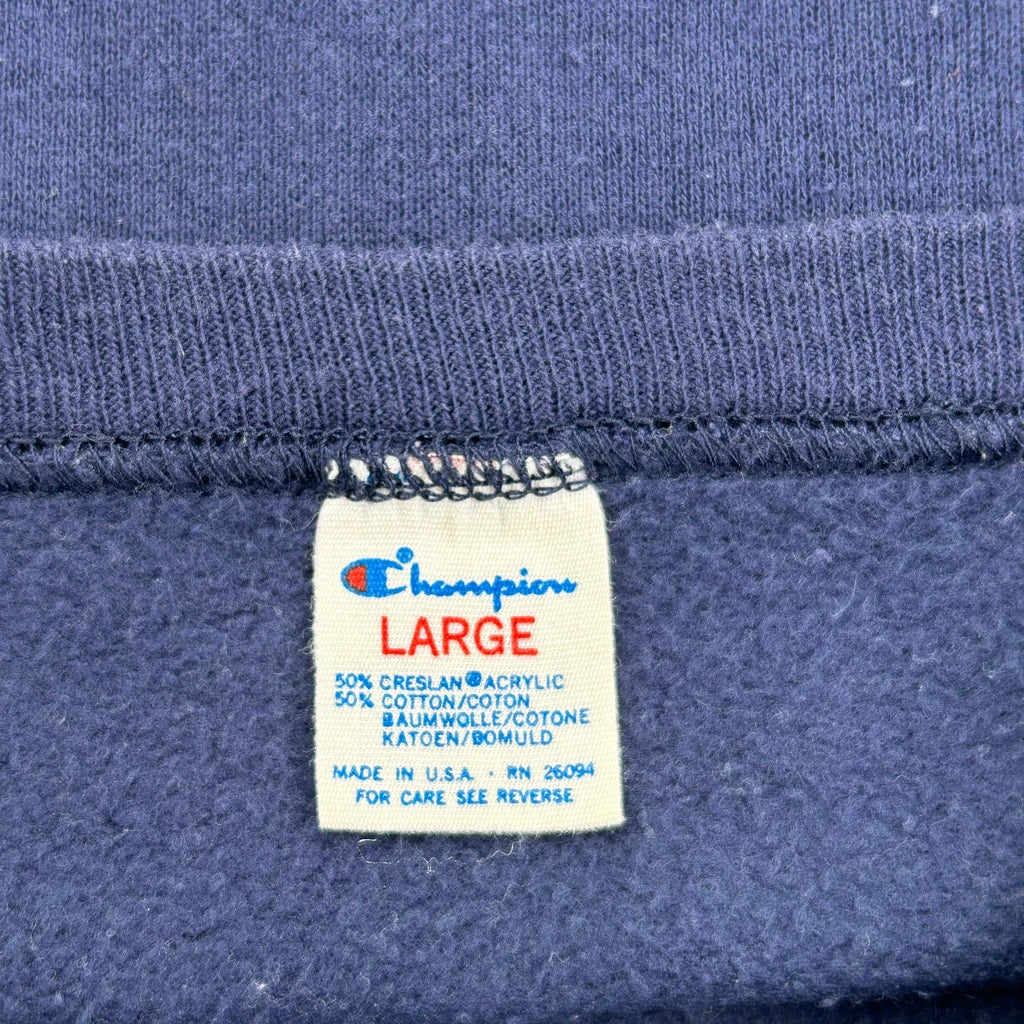 Champion®
LARGE
50% CRESLAN® ACRYLIC
50% COTTON/COTON
BAUMWOLLE/COTONE
KATOEN/BOMULD
MADE IN U.S.A. · RN 26094
FOR CARE SEE REVERSE